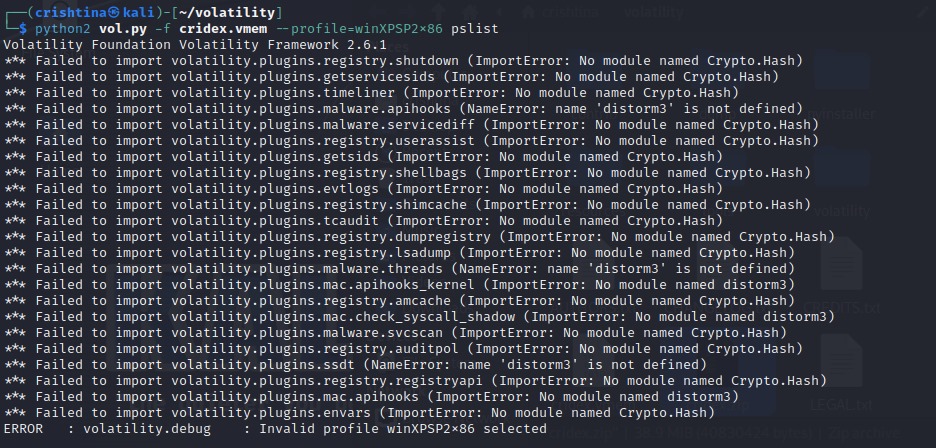 ┌──(crishtina㉿kali)-[~/volatility]
└─$ python2 vol.py -f cridex.vmem --profile=winXPSP2×86 pslist
Volatility Foundation Volatility Framework 2.6.1
*** Failed to import volatility.plugins.registry.shutdown (ImportError: No module named Crypto.Hash)
*** Failed to import volatility.plugins.getservicesids (ImportError: No module named Crypto.Hash)
*** Failed to import volatility.plugins.timeliner (ImportError: No module named Crypto.Hash)
*** Failed to import volatility.plugins.malware.apihooks (NameError: name 'distorm3' is not defined)
*** Failed to import volatility.plugins.malware.servicediff (ImportError: No module named Crypto.Hash)
*** Failed to import volatility.plugins.registry.userassist (ImportError: No module named Crypto.Hash)
*** Failed to import volatility.plugins.getsids (ImportError: No module named Crypto.Hash)
*** Failed to import volatility.plugins.registry.shellbags (ImportError: No module named Crypto.Hash)
*** Failed to import volatility.plugins.evtlogs (ImportError: No module named Crypto.Hash)
*** Failed to import volatility.plugins.registry.shimcache (ImportError: No module named Crypto.Hash)
*** Failed to import volatility.plugins.tcaudit (ImportError: No module named Crypto.Hash)
*** Failed to import volatility.plugins.registry.dumpregistry (ImportError: No module named Crypto.Hash)
*** Failed to import volatility.plugins.registry.lsadump (ImportError: No module named Crypto.Hash)
*** Failed to import volatility.plugins.malware.threads (NameError: name 'distorm3' is not defined)
*** Failed to import volatility.plugins.mac.apihooks_kernel (ImportError: No module named distorm3)
*** Failed to import volatility.plugins.registry.amcache (ImportError: No module named Crypto.Hash)
*** Failed to import volatility.plugins.mac.check_syscall_shadow (ImportError: No module named distorm3)
*** Failed to import volatility.plugins.malware.svcscan (ImportError: No module named Crypto.Hash)
*** Failed to import volatility.plugins.registry.auditpol (ImportError: No module named Crypto.Hash)
*** Failed to import volatility.plugins.ssdt (NameError: name 'distorm3' is not defined)
*** Failed to import volatility.plugins.registry.registryapi (ImportError: No module named Crypto.Hash)
*** Failed to import volatility.plugins.mac.apihooks (ImportError: No module named distorm3)
*** Failed to import volatility.plugins.envars (ImportError: No module named Crypto.Hash)
ERROR   : volatility.debug    : Invalid profile winXPSP2×86 selected